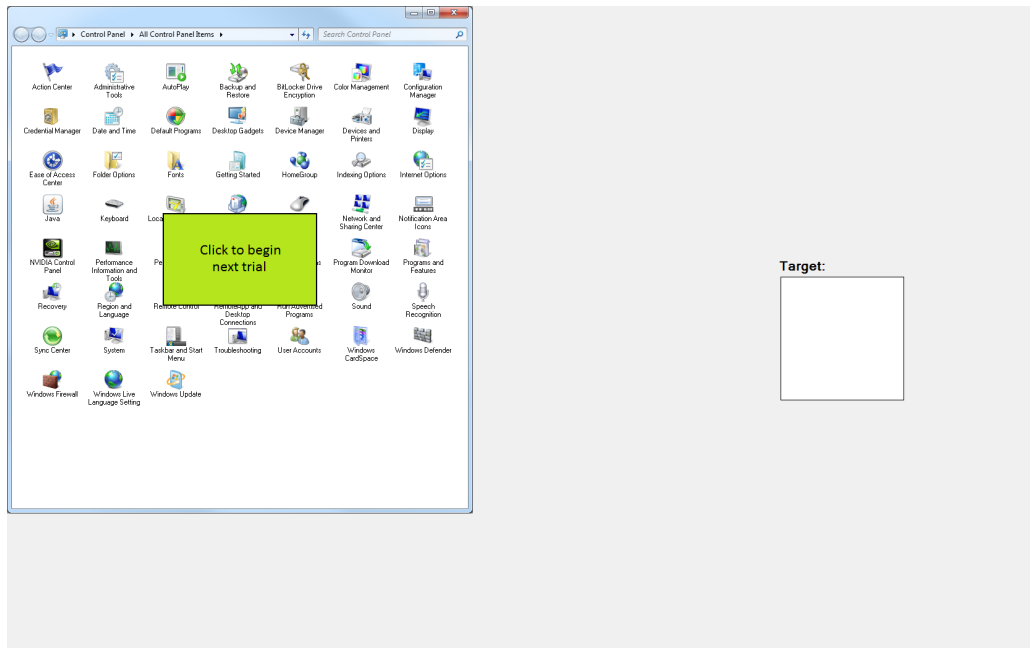 Control Panel ▸ All Control Panel Items ▸ Search Control Panel
Action Center
Administrative
Tools
AutoPlay
Backup and
Restore
BitLocker Drive
Encryption
Color Management
Configuration
Manager
Credential Manager
Date and Time
Default Programs
Desktop Gadgets
Device Manager
Devices and
Printers
Display
Ease of Access
Center
Folder Options
Fonts
Getting Started
HomeGroup
Indexing Options
Internet Options
Java
Keyboard
Network and
Sharing Center
Notification Area
Icons
Click to begin
next trial
NVIDIA Control
Panel
Performance
Information and
Tools
Program Download
Monitor
Programs and
Features
Recovery
Region and
Language
Remote Control
RemoteApp and
Desktop
Connections
Run Advertised
Programs
Sound
Speech
Recognition
Sync Center
System
Taskbar and Start
Menu
Troubleshooting
User Accounts
Windows
CardSpace
Windows Defender
Windows Firewall
Windows Live
Language Setting
Windows Update
Target: